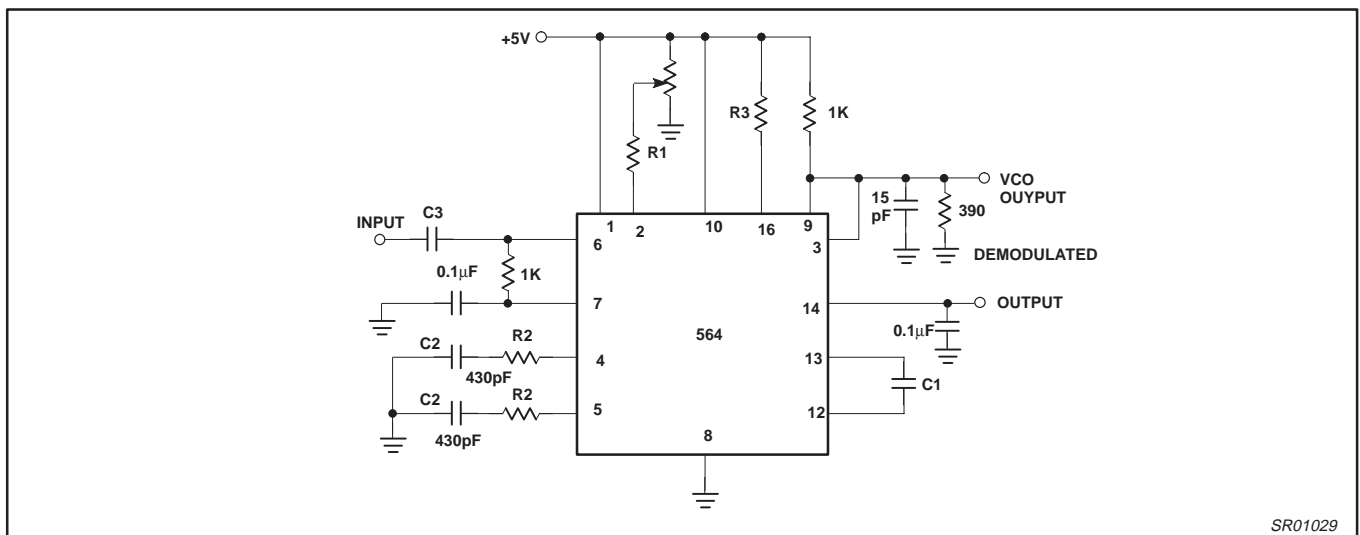 +5V
R3
1K
R1
VCO
OUYPUT
15
pF
390
C3
INPUT
1
2
10
16
9
6
3
DEMODULATED
0.1µF
1K
7
14
OUTPUT
564
0.1µF
C2
R2
4
13
430pF
C1
C2
R2
5
12
430pF
8
SR01029